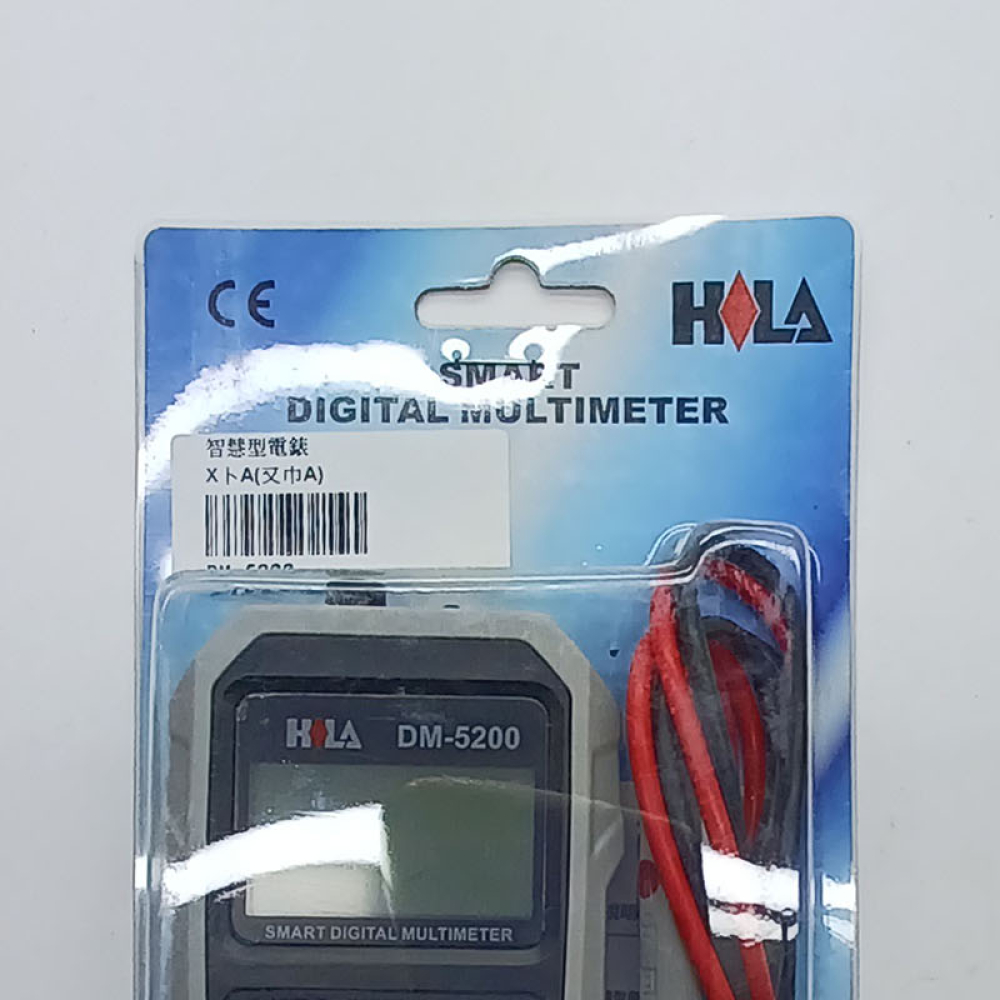 CE
HILA
SMART
DIGITAL MULTIMETER
智慧型電錶
X卜A(又巾A)
HILA DM-5200
SMART DIGITAL MULTIMETER